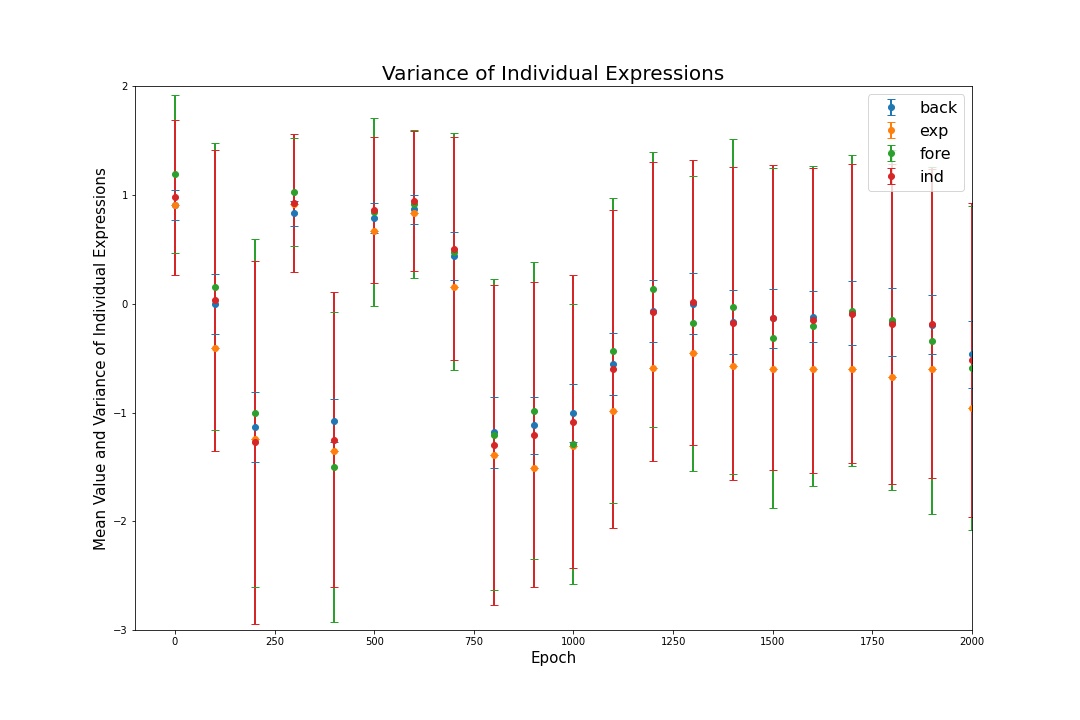 Variance of Individual Expressions
Mean Value and Variance of Individual Expressions
2
1
0
−1
−2
−3
back
exp
fore
ind
0 250 500 750 1000 1250 1500 1750 2000
Epoch